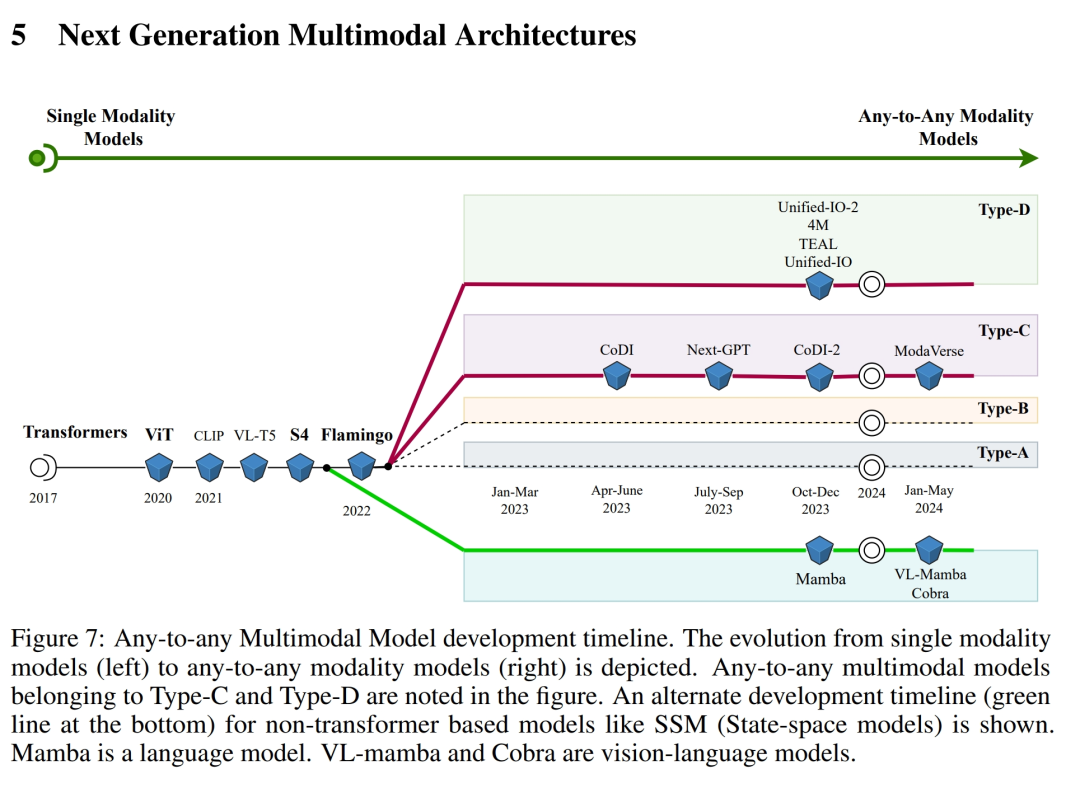 5 Next Generation Multimodal Architectures
Single Modality
Models
Any-to-Any Modality
Models
Unified-IO-2
4M
TEAL
Unified-IO
Type-D
CoDI
Next-GPT
CoDI-2
ModaVerse
Type-C
Type-B
Type-A
Transformers
ViT
CLIP
VL-T5
S4
Flamingo
2017
2020
2021
2022
Jan-Mar
2023
Apr-June
2023
July-Sep
2023
Oct-Dec
2023
2024
Jan-May
2024
Mamba
VL-Mamba
Cobra
Figure 7: Any-to-any Multimodal Model development timeline. The evolution from single modality
models (left) to any-to-any modality models (right) is depicted. Any-to-any multimodal models
belonging to Type-C and Type-D are noted in the figure. An alternate development timeline (green
line at the bottom) for non-transformer based models like SSM (State-space models) is shown.
Mamba is a language model. VL-mamba and Cobra are vision-language models.